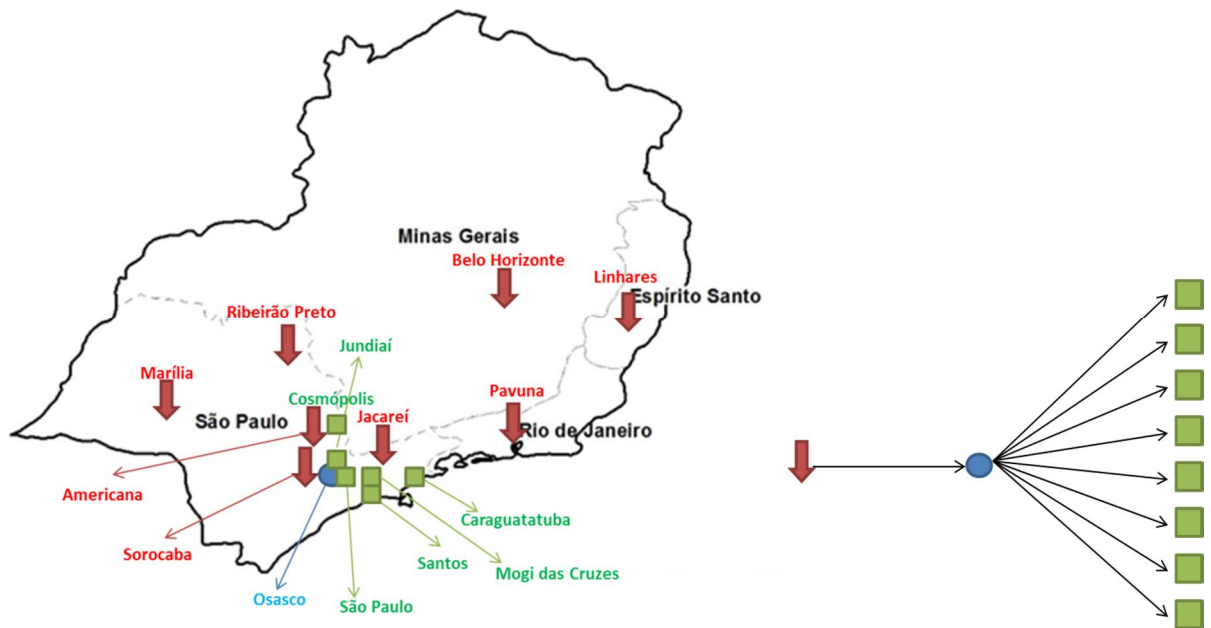 Minas Gerais
Belo Horizonte
Linhares
Espírito Santo
Ribeirão Preto
Jundiaí
Marília
Cosmópolis
Pavuna
São Paulo
Jacareí
Rio de Janeiro
Americana
Caraguatatuba
Sorocaba
Santos
Mogi das Cruzes
Osasco
São Paulo